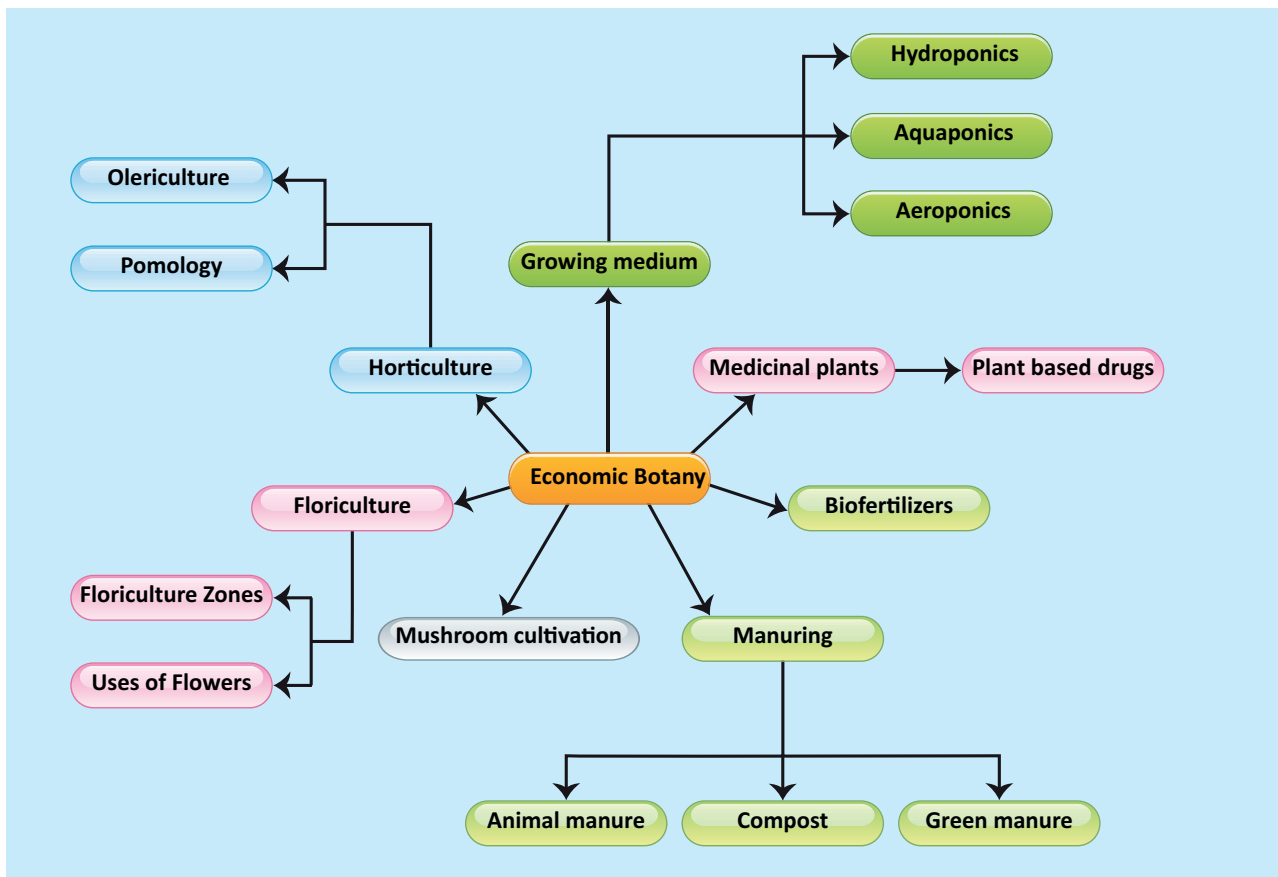 Hydroponics
Aquaponics
Olericulture
Aeroponics
Pomology
Growing medium
Horticulture
Medicinal plants
Plant based drugs
Economic Botany
Floriculture
Biofertilizers
Floriculture Zones
Mushroom cultivation
Manuring
Uses of Flowers
Animal manure
Compost
Green manure